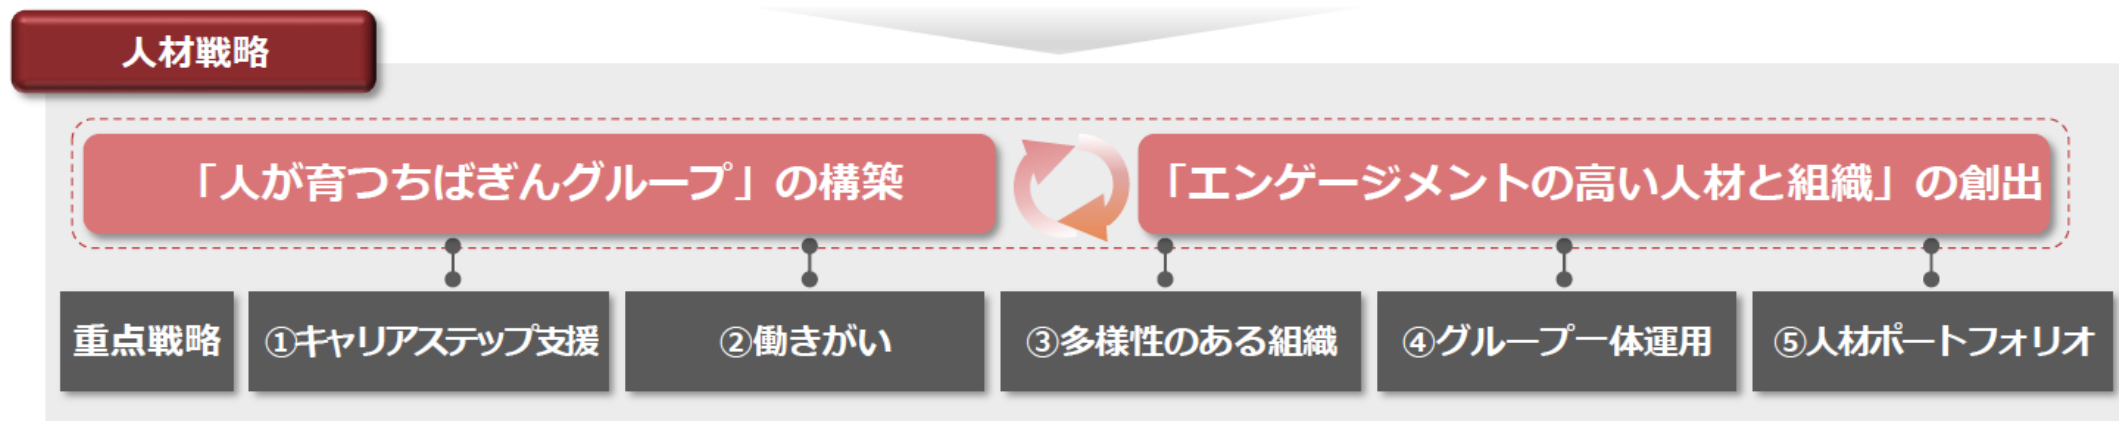 人材戦略
「人が育つちばぎんグループ」の構築
「エンゲージメントの高い人材と組織」の創出
重点戦略
①キャリアステップ支援
②働きがい
③多様性のある組織
④グループ一体運用
⑤人材ポートフォリオ